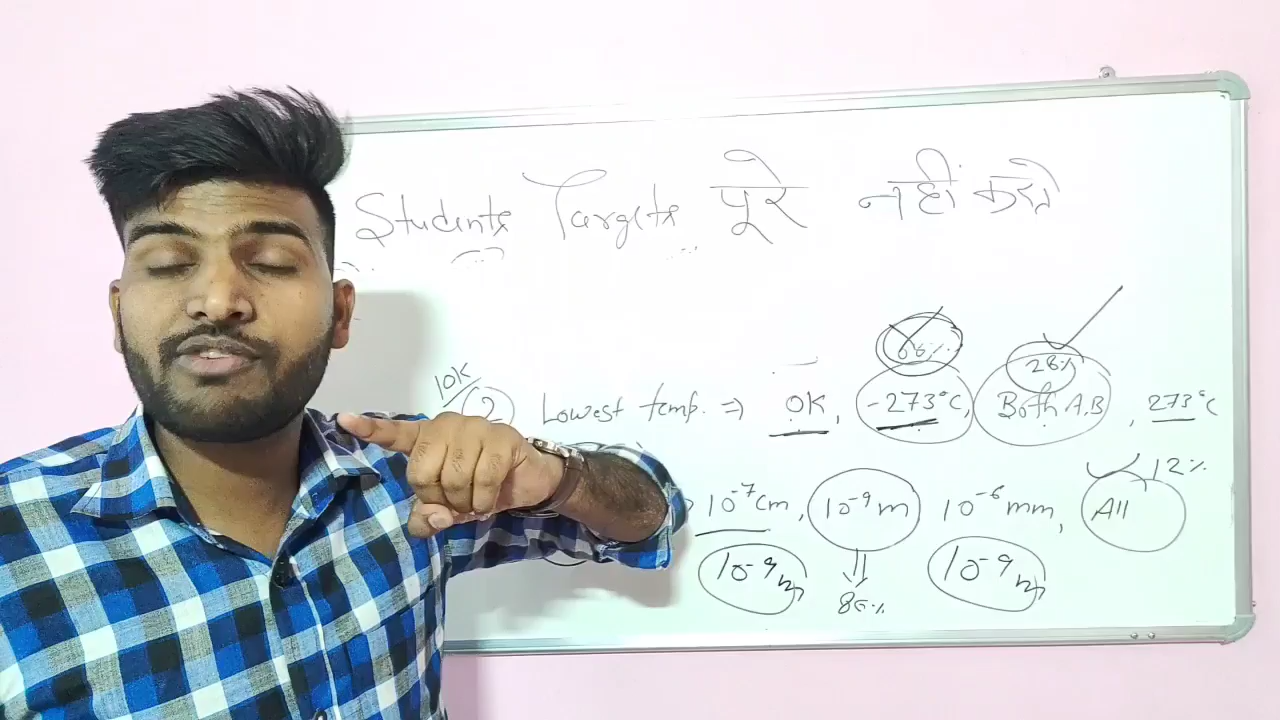 Students Targets पूरे नहीं करते
66% 28%
10K
2 Lowest temp. => 0K, -273°C, Both A,B, 273°C
12%
10⁻⁷cm, 10⁻⁹m 10⁻⁶mm, All
10⁻⁹m 10⁻⁹m
86%